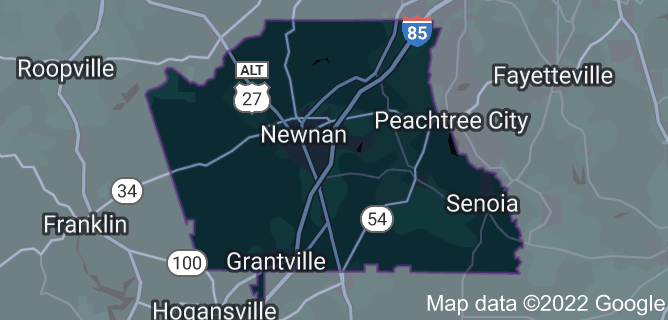 85
Roopville
ALT
27
Fayetteville
Newnan
Peachtree City
34
Senoia
Franklin
54
100
Grantville
Hogansville
Map data ©2022 Google